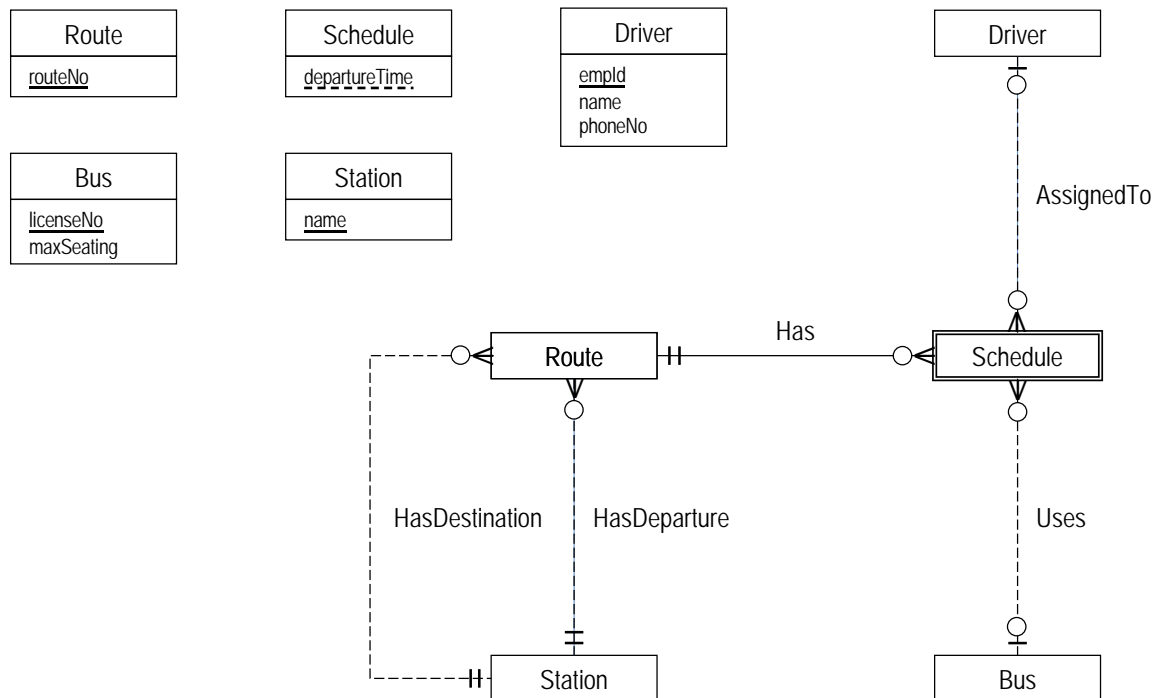 Route
routeNo
Schedule
departureTime
Driver
empId
name
phoneNo
Driver
Bus
licenseNo
maxSeating
Station
name
AssignedTo
Has
Route
Schedule
HasDestination
HasDeparture
Uses
Station
Bus